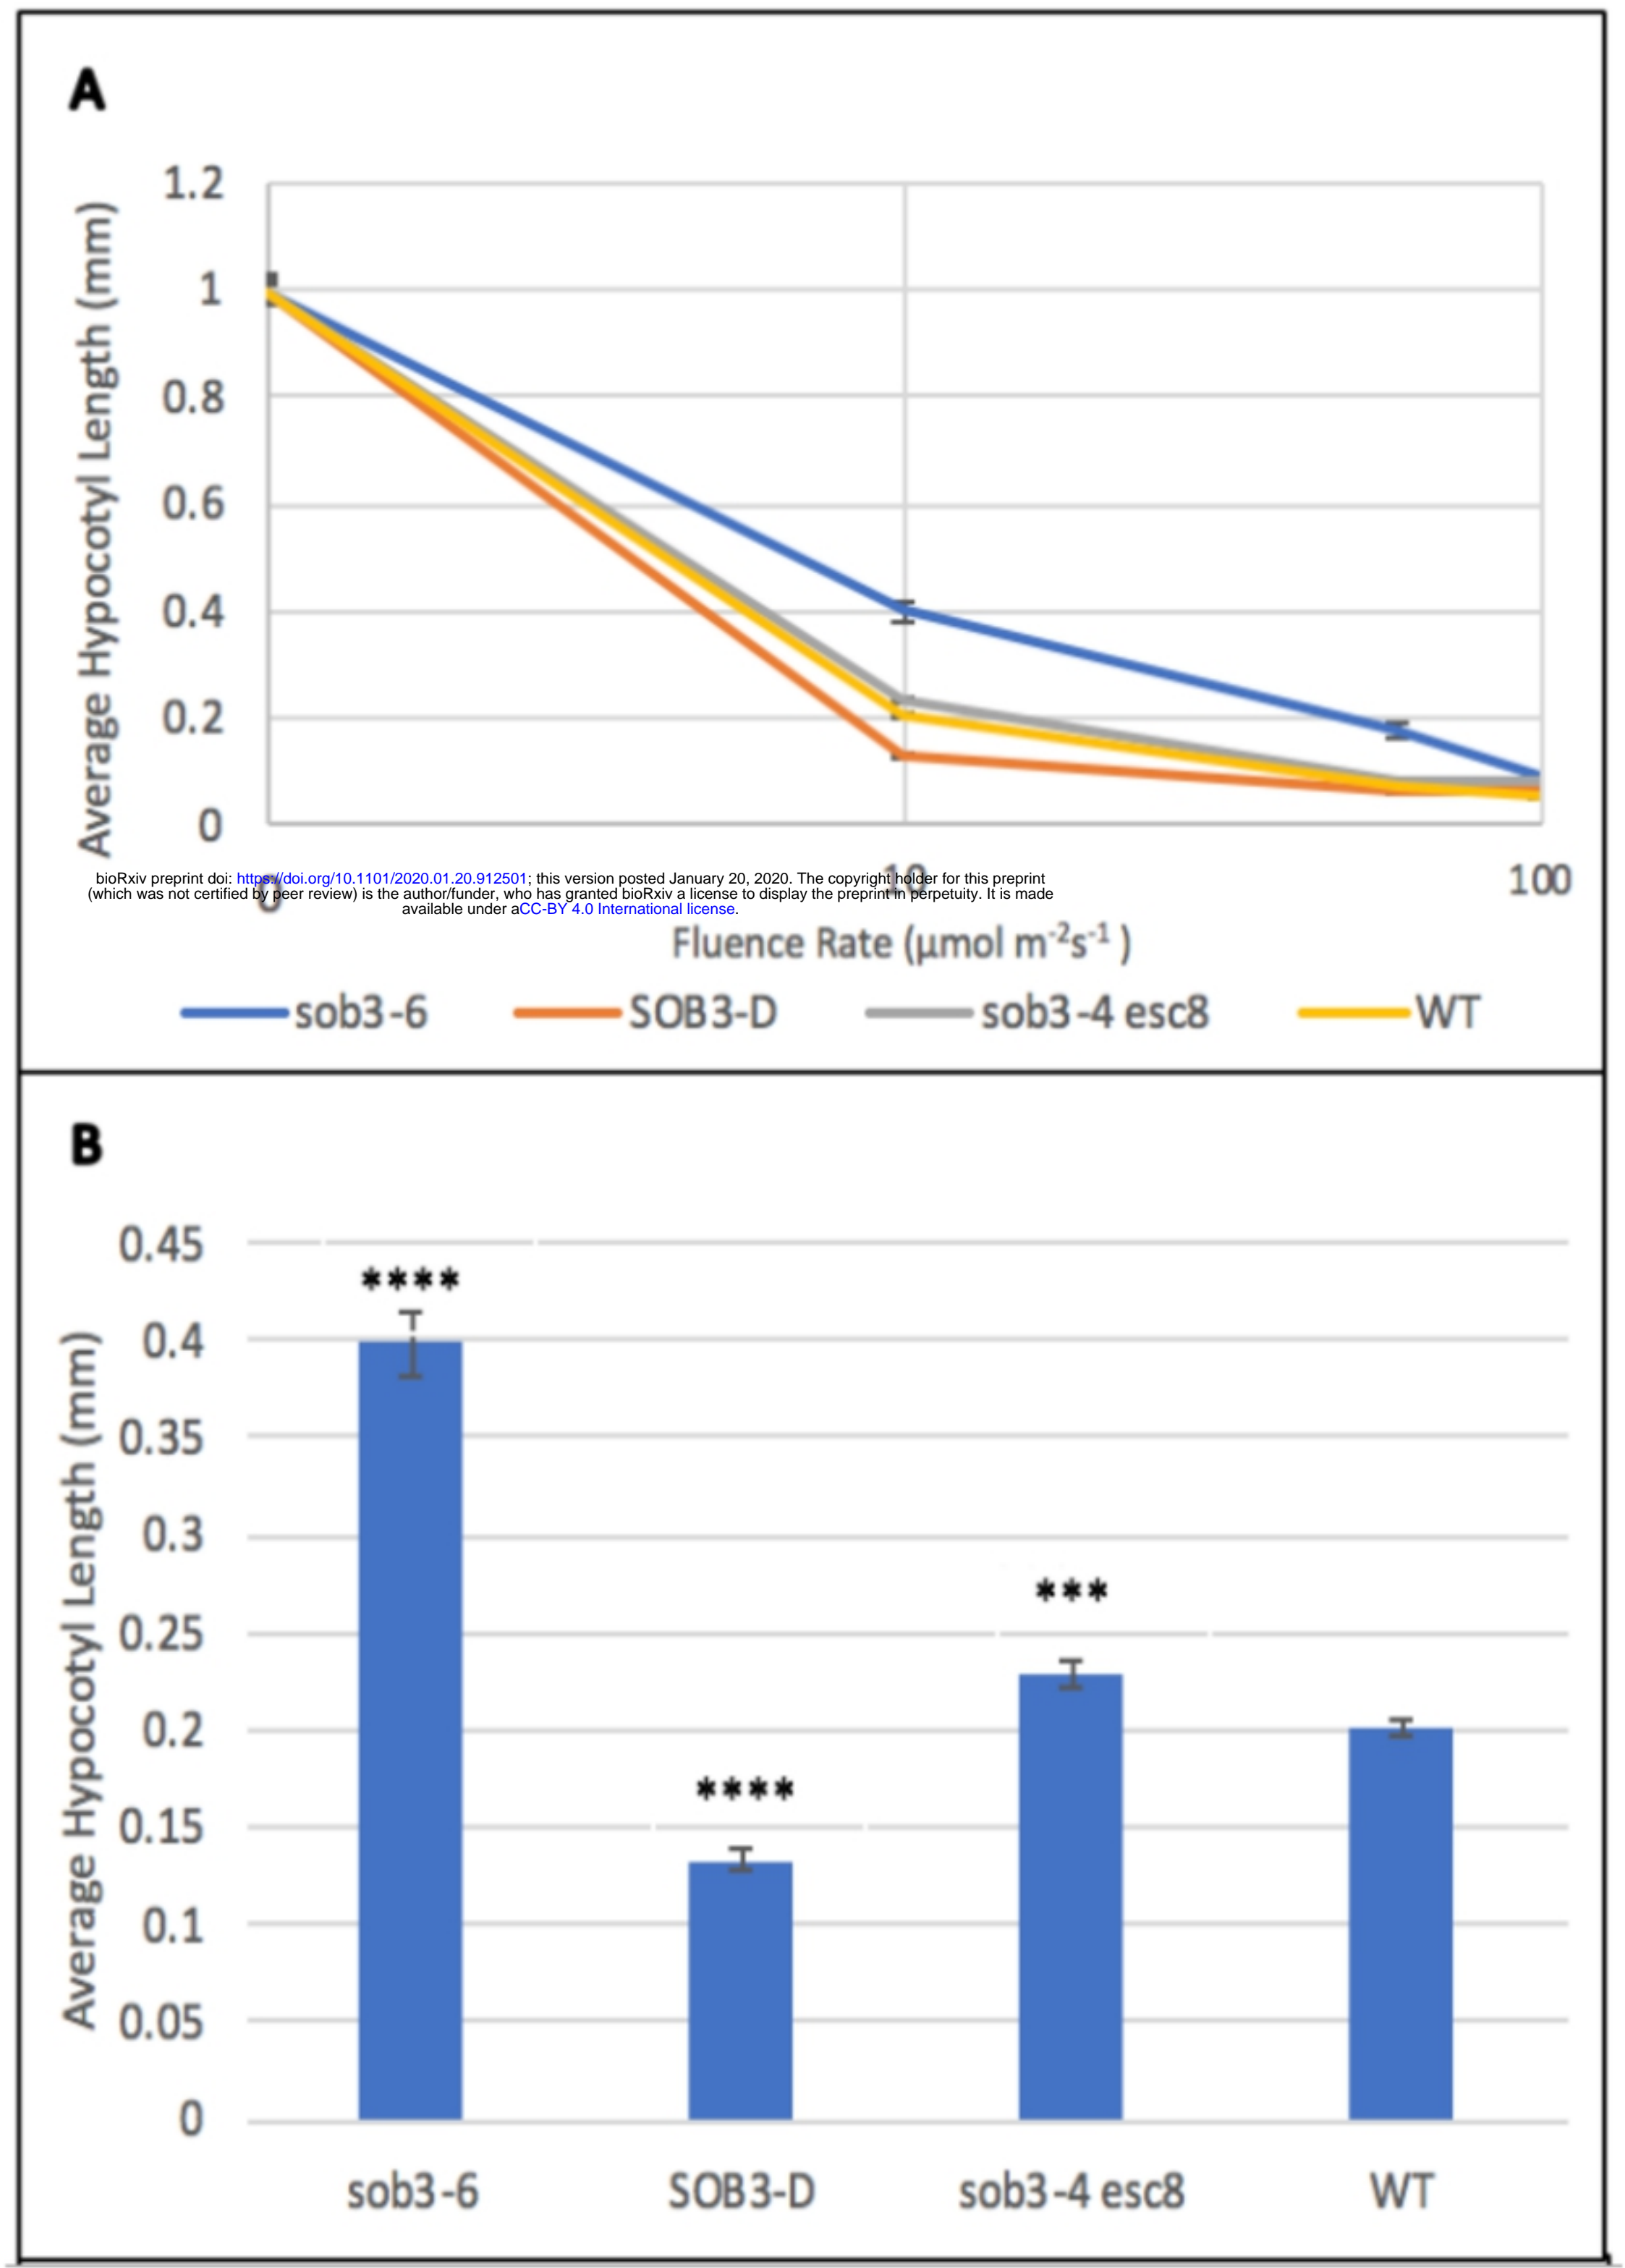 A
1.2
1
0.8
0.6
0.4
0.2
0
Average Hypocotyl Length (mm)
0
10
100
bioRxiv preprint doi: https://doi.org/10.1101/2020.01.20.912501; this version posted January 20, 2020. The copyright holder for this preprint
(which was not certified by peer review) is the author/funder, who has granted bioRxiv a license to display the preprint in perpetuity. It is made
available under aCC-BY 4.0 International license.
Fluence Rate (µmol m-2s-1 )
sob3-6 SOB3-D sob3-4 esc8 WT
B
0.45
0.4
0.35
0.3
0.25
0.2
0.15
0.1
0.05
0
Average Hypocotyl Length (mm)
****
****
***
sob3-6 SOB3-D sob3-4 esc8 WT